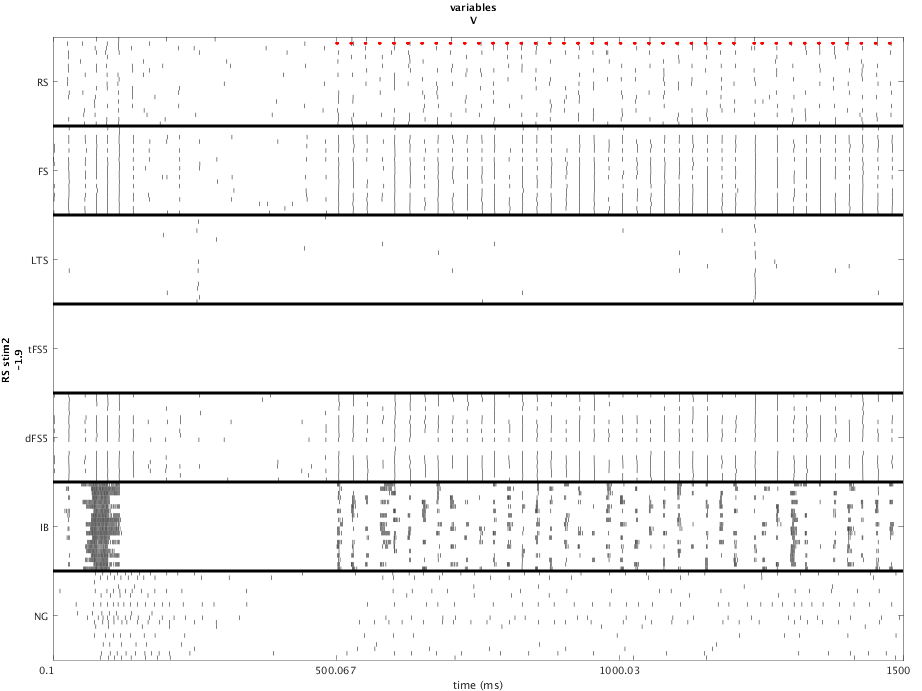 variables
V
RS
FS
LTS
tFS5
dFS5
IB
NG
RS stim2
-1.9
0.1
500.067
1000.03
1500
time (ms)